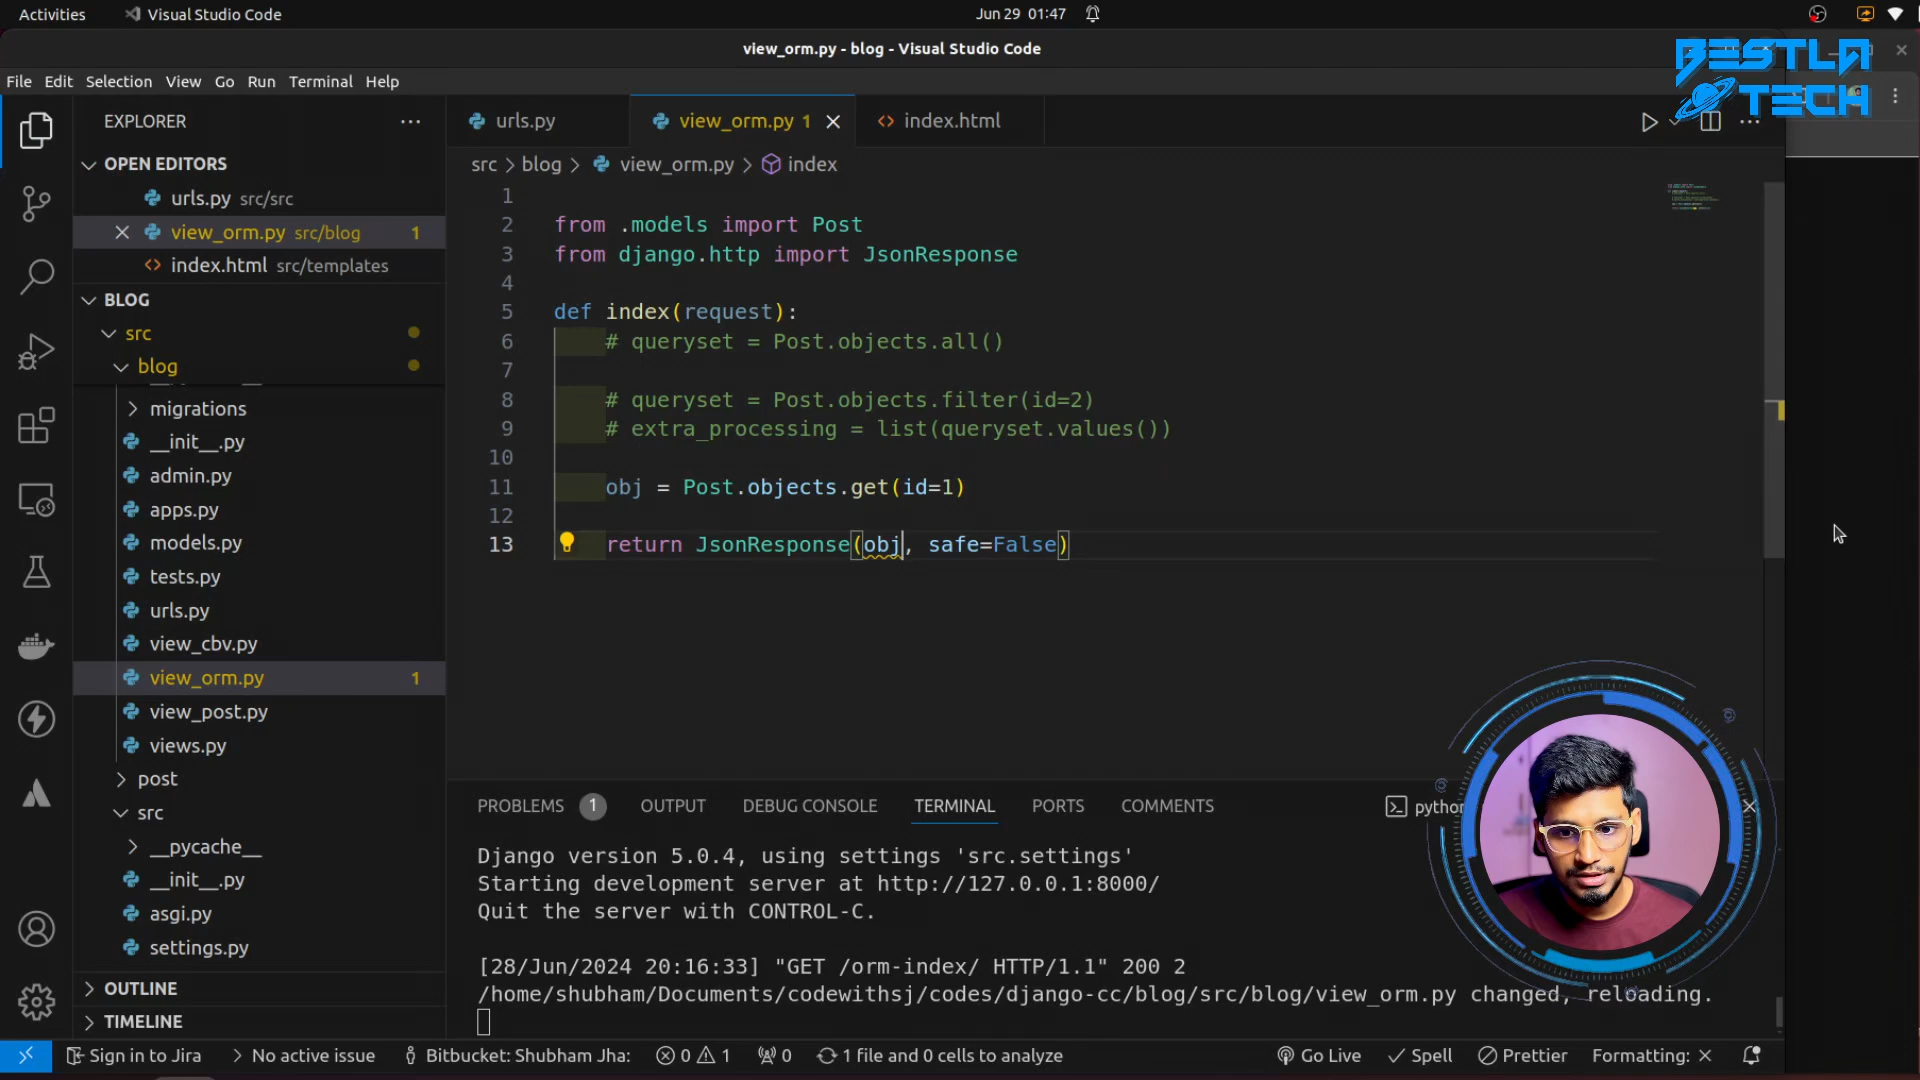 Activities
Visual Studio Code
Jun 29 01:47
view_orm.py - blog - Visual Studio Code
BESTLA
TECH
File Edit Selection View Go Run Terminal Help
EXPLORER
OPEN EDITORS
urls.py src/src
view_orm.py src/blog 1
index.html src/templates
BLOG
src
blog
migrations
__init__.py
admin.py
apps.py
models.py
tests.py
urls.py
view_cbv.py
view_orm.py 1
view_post.py
views.py
post
src
__pycache__
__init__.py
asgi.py
settings.py
OUTLINE
TIMELINE
urls.py
view_orm.py 1
index.html
src > blog > view_orm.py > index
1
2 from .models import Post
3 from django.http import JsonResponse
4
5 def index(request):
6 # queryset = Post.objects.all()
7
8 # queryset = Post.objects.filter(id=2)
9 # extra_processing = list(queryset.values())
10
11 obj = Post.objects.get(id=1)
12
13 return JsonResponse(obj, safe=False)
PROBLEMS 1 OUTPUT DEBUG CONSOLE TERMINAL PORTS COMMENTS
Django version 5.0.4, using settings 'src.settings'
Starting development server at http://127.0.0.1:8000/
Quit the server with CONTROL-C.
[28/Jun/2024 20:16:33] "GET /orm-index/ HTTP/1.1" 200 2
/home/shubham/Documents/codewithsj/codes/django-cc/blog/src/blog/view_orm.py changed, reloading.
Sign in to Jira
No active issue
Bitbucket: Shubham Jha:
0 1
0
1 file and 0 cells to analyze
Go Live
Spell
Prettier
Formatting: